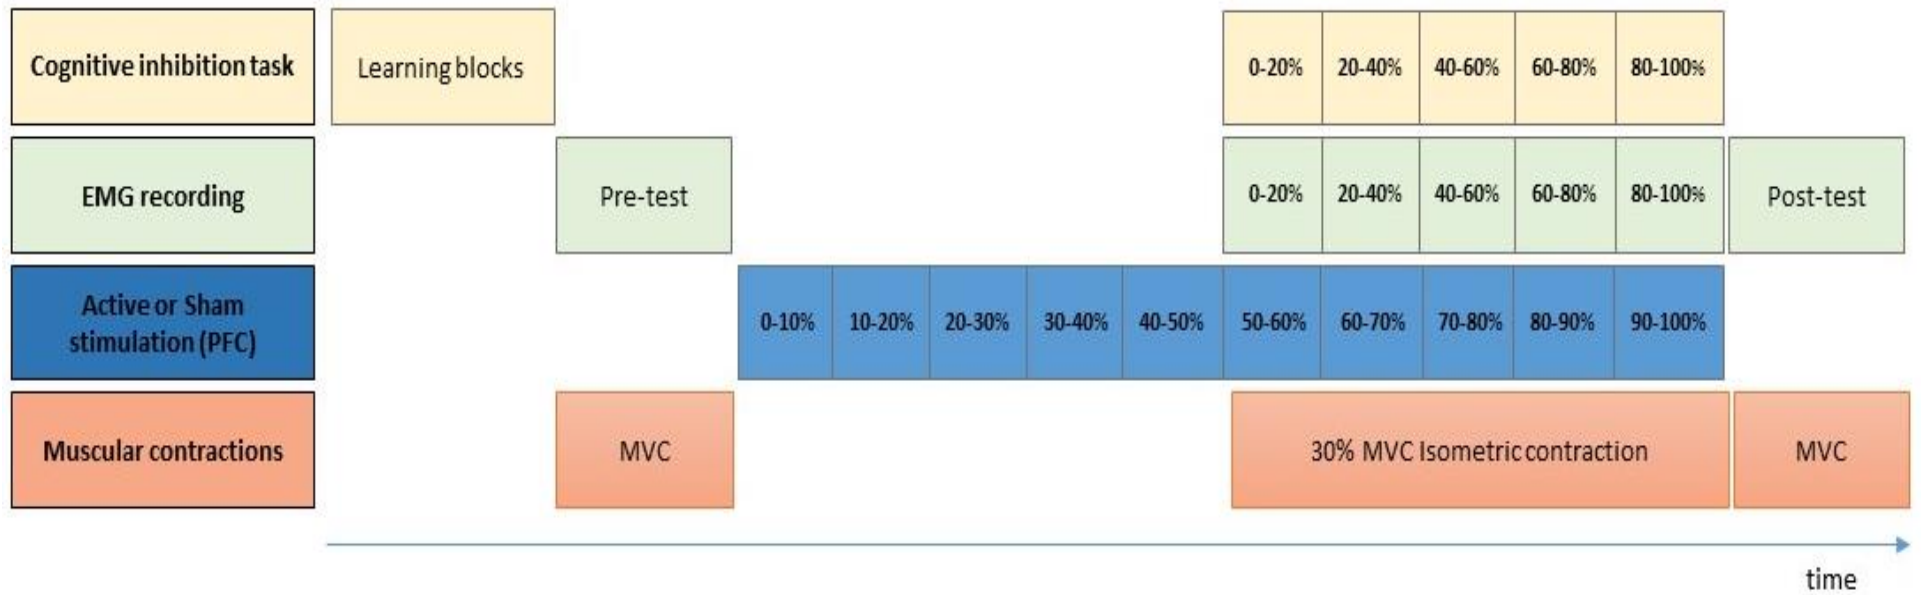 Cognitive inhibition task
Learning blocks
0-20%
20-40%
40-60%
60-80%
80-100%
EMG recording
Pre-test
0-20%
20-40%
40-60%
60-80%
80-100%
Post-test
Active or Sham
stimulation (PFC)
0-10%
10-20%
20-30%
30-40%
40-50%
50-60%
60-70%
70-80%
80-90%
90-100%
Muscular contractions
MVC
30% MVC Isometric contraction
MVC
time